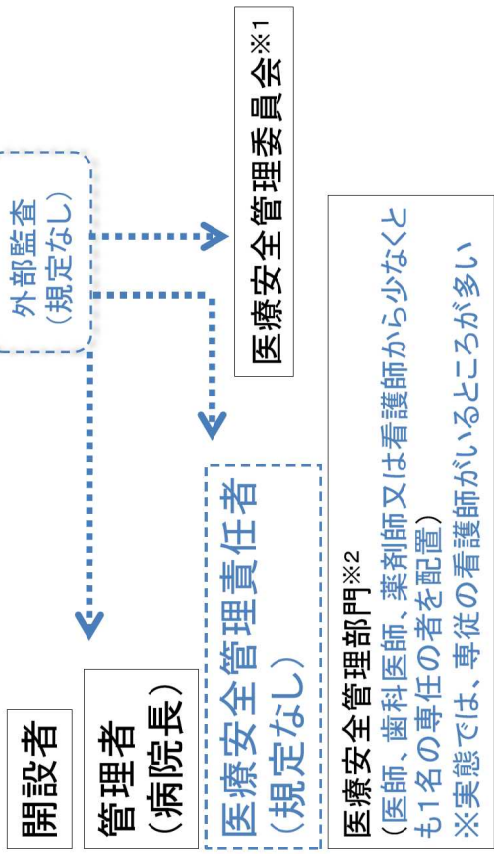 開設者
管理者
（病院長）
外部監査
（規定なし）
医療安全管理責任者
（規定なし）
医療安全管理委員会※1
医療安全管理部門※2
（医師、歯科医師、薬剤師又は看護師から少なくと
も1名の専任の者を配置）
※実態では、専従の看護師がいるところが多い